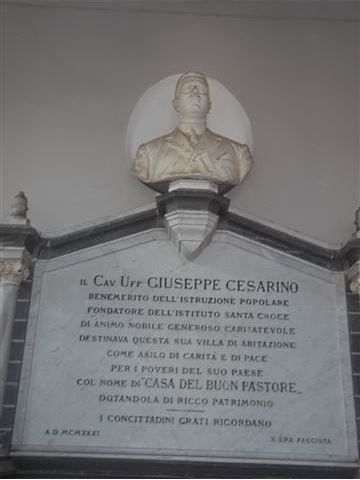 IL CAV. UFF. GIUSEPPE CESARINO
BENEMERITO DELL'ISTRUZIONE POPOLARE
FONDATORE DELL'ISTITUTO SANTA CROCE
DI ANIMO NOBILE GENEROSO CARITATEVOLE
DESTINAVA QUESTA SUA VILLA DI ABITAZIONE
COME ASILO DI CARITÀ E DI PACE
PER I POVERI DEL SUO PAESE
COL NOME DI "CASA DEL BUON PASTORE„
DOTANDOLA DI RICCO PATRIMONIO
I CONCITTADINI GRATI RICORDANO
A. D. MCMXXXI X ERA FASCISTA